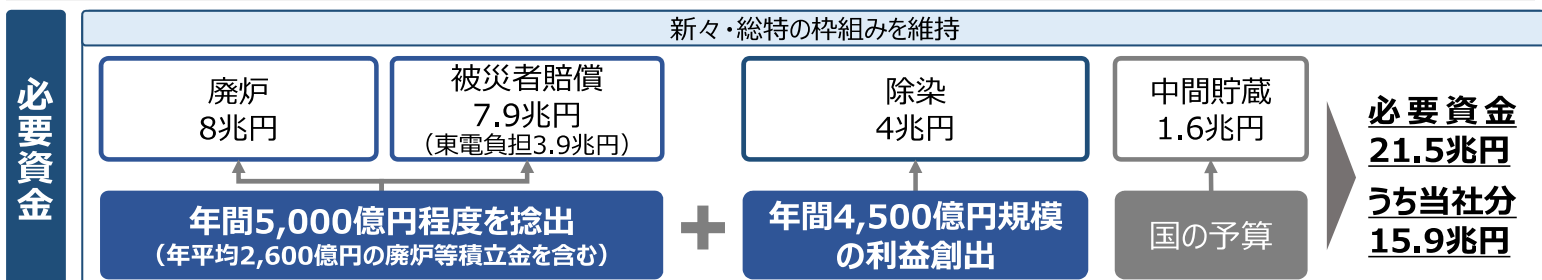 必要資金
新々・総特の枠組みを維持
廃炉
8兆円
被災者賠償
7.9兆円
（東電負担3.9兆円）
除染
4兆円
中間貯蔵
1.6兆円
年間5,000億円程度を捻出
（年平均2,600億円の廃炉等積立金を含む）
年間4,500億円規模
の利益創出
国の予算
必要資金
21.5兆円
うち当社分
15.9兆円